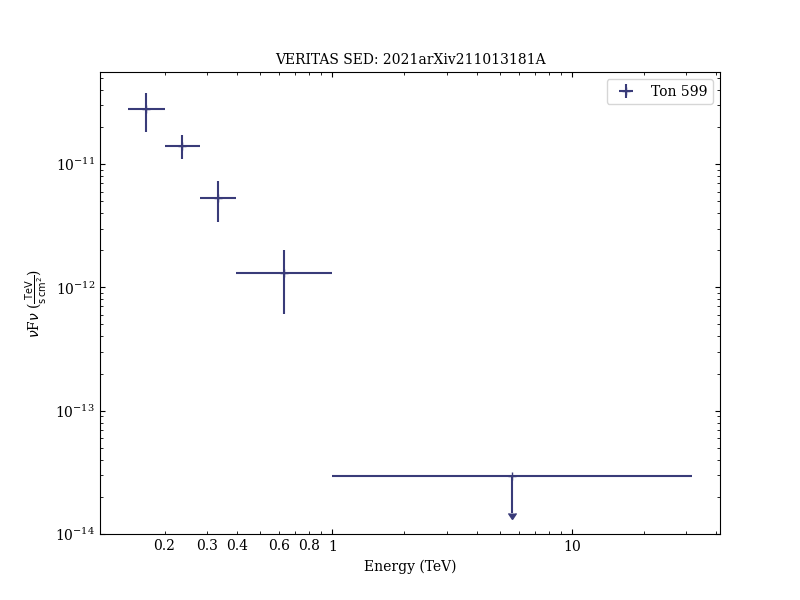 VERITAS SED: 2021arXiv211013181A
Ton 599
10⁻¹¹
10⁻¹²
10⁻¹³
10⁻¹⁴
νFν (TeV / s cm²)
0.2 0.3 0.4 0.6 0.8 1 10
Energy (TeV)